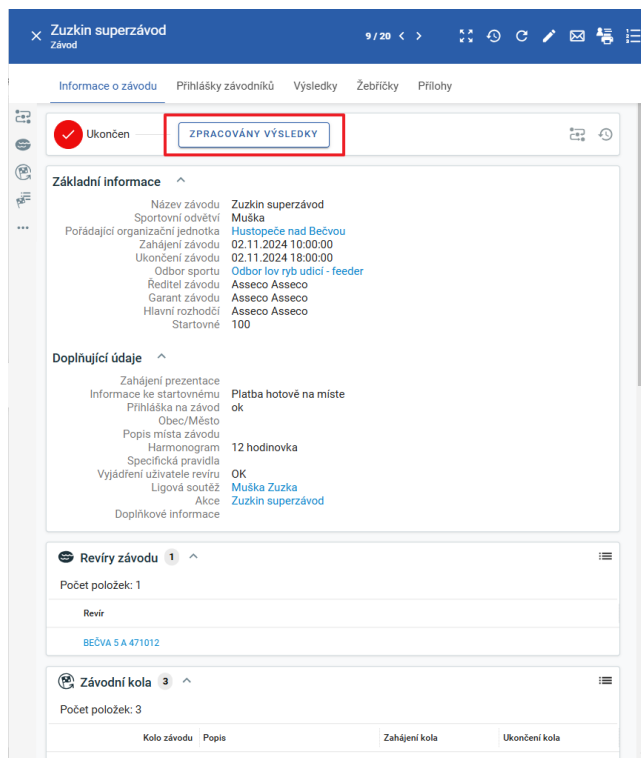 Zuzkin superzávod
Závod
9 / 20
Informace o závodu Přihlášky závodníků Výsledky Žebříčky Přílohy
Ukončen ZPRACOVÁNY VÝSLEDKY
Základní informace
Název závodu Zuzkin superzávod
Sportovní odvětví Muška
Pořádající organizační jednotka Hustopeče nad Bečvou
Zahájení závodu 02.11.2024 10:00:00
Ukončení závodu 02.11.2024 18:00:00
Odbor sportu Odbor lov ryb udicí - feeder
Ředitel závodu Asseco Asseco
Garant závodu Asseco Asseco
Hlavní rozhodčí Asseco Asseco
Startovné 100
Doplňující údaje
Zahájení prezentace
Informace ke startovnému Platba hotově na míste
Přihláška na závod ok
Obec/Město
Popis místa závodu
Harmonogram 12 hodinovka
Specifická pravidla
Vyjádření uživatele revíru OK
Ligová soutěž Muška Zuzka
Akce Zuzkin superzávod
Doplňkové informace
Revíry závodu 1
Počet položek: 1
Revír
BEČVA 5 A 471012
Závodní kola 3
Počet položek: 3
Kolo závodu Popis Zahájení kola Ukončení kola